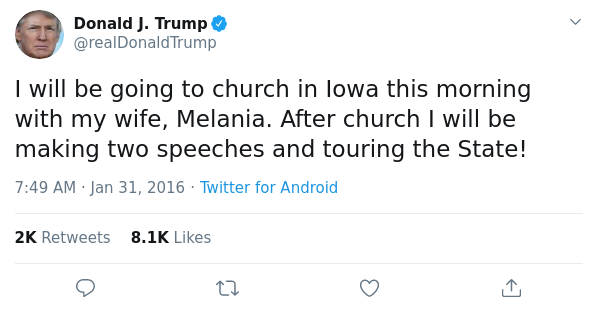 Donald J. Trump
@realDonaldTrump
I will be going to church in Iowa this morning
with my wife, Melania. After church I will be
making two speeches and touring the State!
7:49 AM · Jan 31, 2016 · Twitter for Android
2K Retweets 8.1K Likes